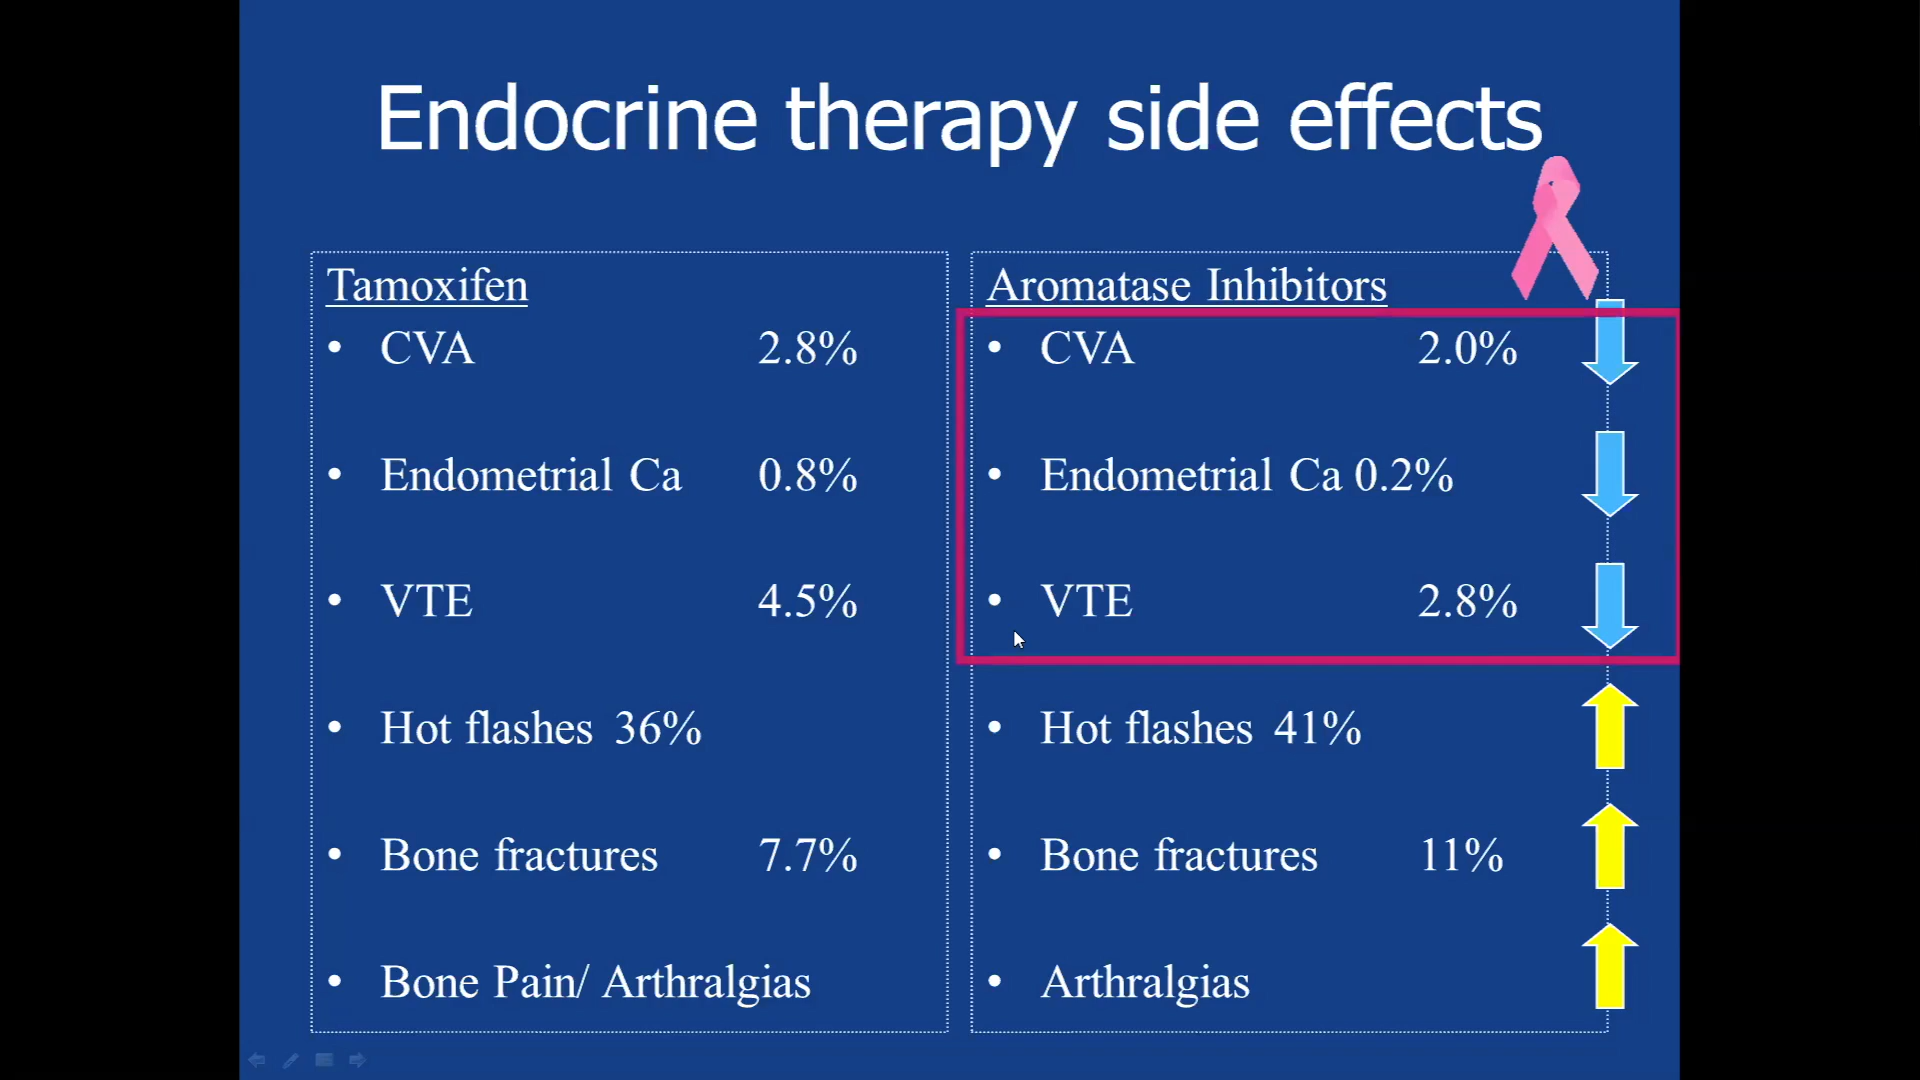 Endocrine therapy side effects
Tamoxifen
• CVA 2.8%
• Endometrial Ca 0.8%
• VTE 4.5%
• Hot flashes 36%
• Bone fractures 7.7%
• Bone Pain/ Arthralgias
Aromatase Inhibitors
• CVA 2.0%
• Endometrial Ca 0.2%
• VTE 2.8%
• Hot flashes 41%
• Bone fractures 11%
• Arthralgias